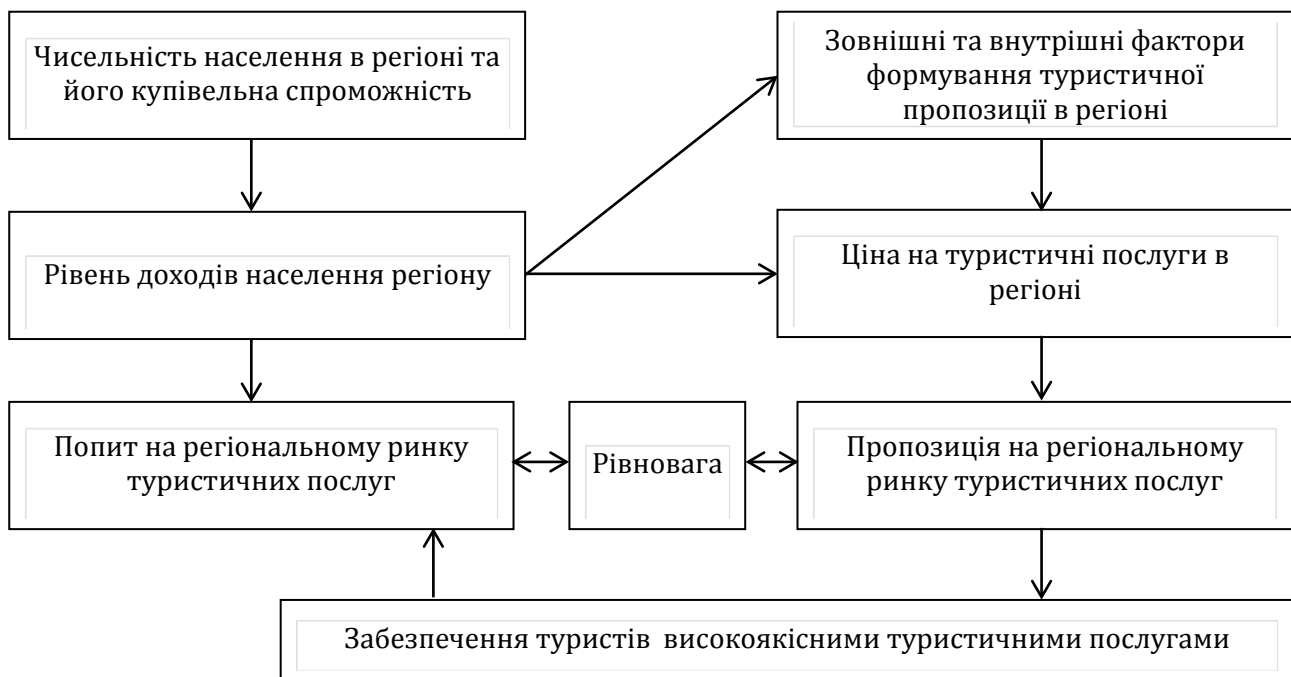 Чисельність населення в регіоні та
його купівельна спроможність
Зовнішні та внутрішні фактори
формування туристичної
пропозиції в регіоні
Рівень доходів населення регіону
Ціна на туристичні послуги в
регіоні
Попит на регіональному ринку
туристичних послуг
Рівновага
Пропозиція на регіональному
ринку туристичних послуг
Забезпечення туристів високоякісними туристичними послугами